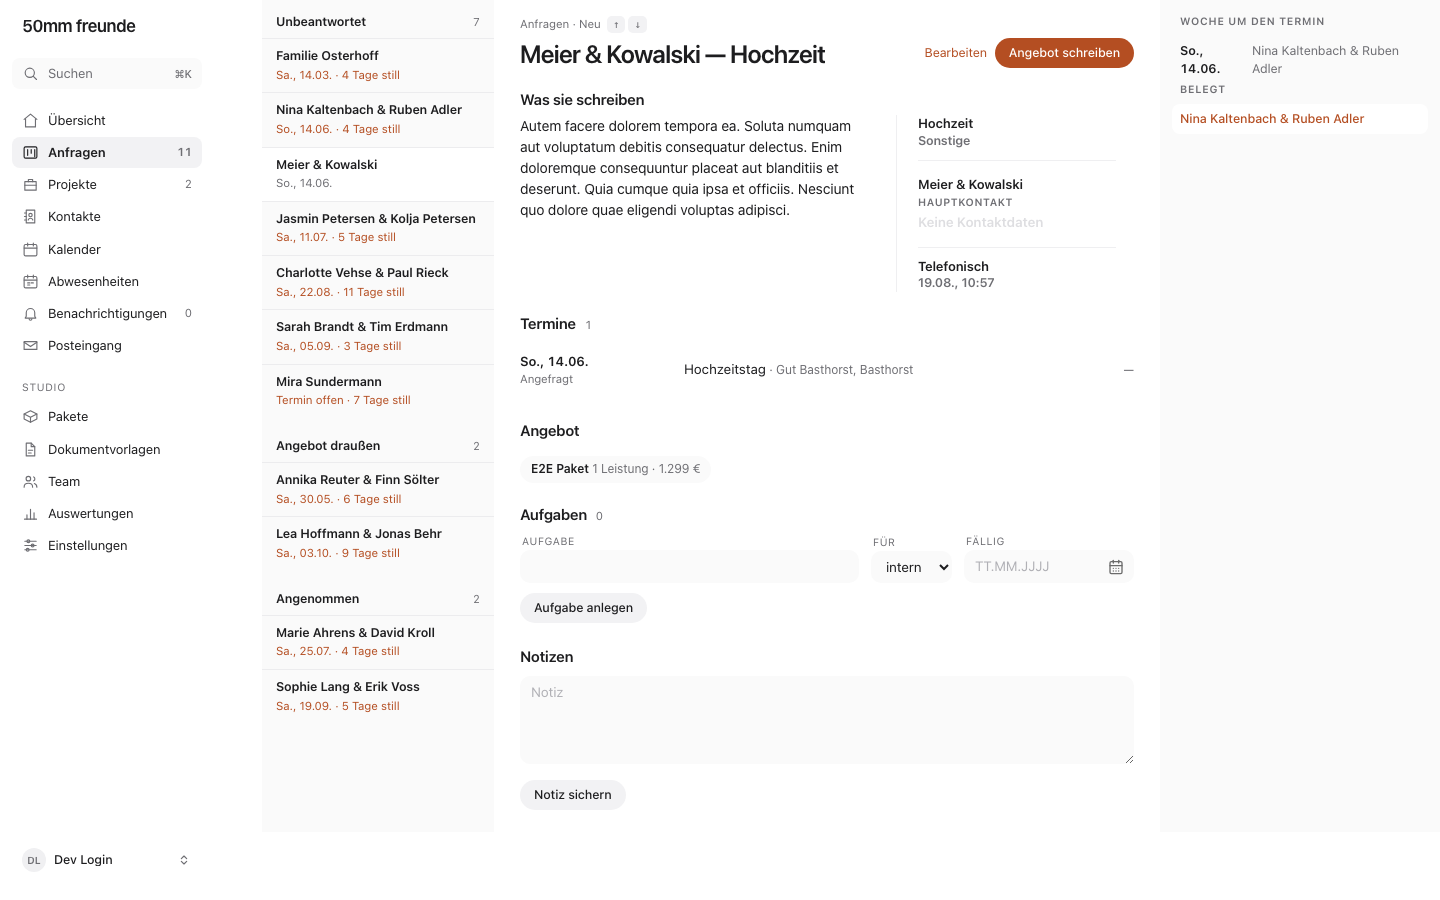 50mm freunde
Suchen ⌘K
Übersicht
Anfragen 11
Projekte 2
Kontakte
Kalender
Abwesenheiten
Benachrichtigungen 0
Posteingang
STUDIO
Pakete
Dokumentvorlagen
Team
Auswertungen
Einstellungen
DL Dev Login
Unbeantwortet 7
Familie Osterhoff
Sa., 14.03. · 4 Tage still
Nina Kaltenbach & Ruben Adler
So., 14.06. · 4 Tage still
Meier & Kowalski
So., 14.06.
Jasmin Petersen & Kolja Petersen
Sa., 11.07. · 5 Tage still
Charlotte Vehse & Paul Rieck
Sa., 22.08. · 11 Tage still
Sarah Brandt & Tim Erdmann
Sa., 05.09. · 3 Tage still
Mira Sundermann
Termin offen · 7 Tage still
Angebot draußen 2
Annika Reuter & Finn Sölter
Sa., 30.05. · 6 Tage still
Lea Hoffmann & Jonas Behr
Sa., 03.10. · 9 Tage still
Angenommen 2
Marie Ahrens & David Kroll
Sa., 25.07. · 4 Tage still
Sophie Lang & Erik Voss
Sa., 19.09. · 5 Tage still
Anfragen · Neu ↑ ↓
Meier & Kowalski — Hochzeit
Bearbeiten Angebot schreiben
Was sie schreiben
Autem facere dolorem tempora ea. Soluta numquam
aut voluptatum debitis consequatur delectus. Enim
doloremque consequuntur placeat aut blanditiis et
deserunt. Quia cumque quia ipsa et officiis. Nesciunt
quo dolore quae eligendi voluptas adipisci.
Hochzeit
Sonstige
Meier & Kowalski
HAUPTKONTAKT
Keine Kontaktdaten
Telefonisch
19.08., 10:57
Termine 1
So., 14.06.
Angefragt
Hochzeitstag · Gut Basthorst, Basthorst —
Angebot
E2E Paket 1 Leistung · 1.299 €
Aufgaben 0
AUFGABE FÜR FÄLLIG
intern TT.MM.JJJJ
Aufgabe anlegen
Notizen
Notiz
Notiz sichern
WOCHE UM DEN TERMIN
So., 14.06.
Nina Kaltenbach & Ruben
Adler
BELEGT
Nina Kaltenbach & Ruben Adler